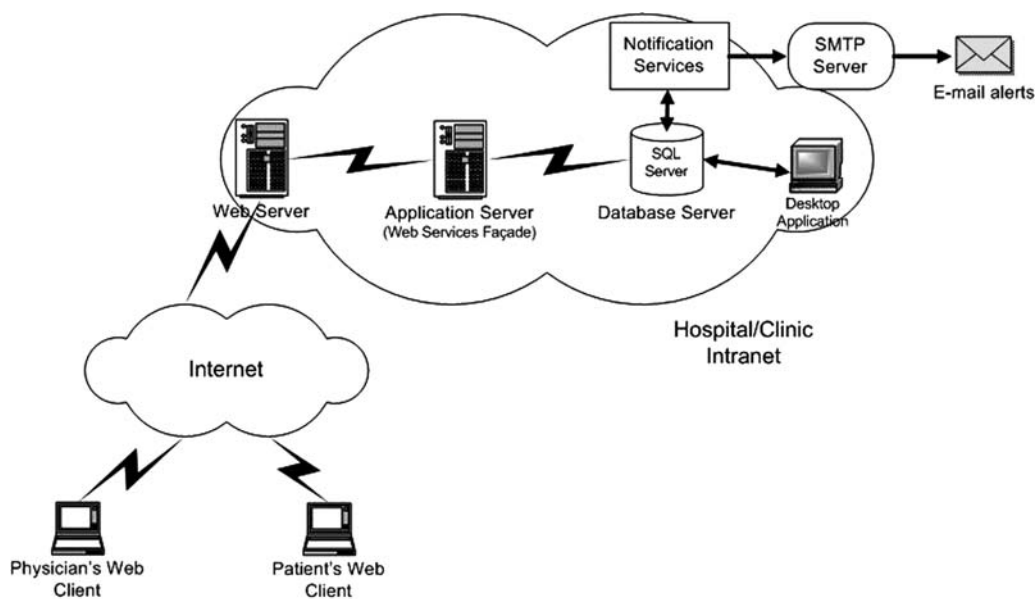 Notification
Services
SMTP
Server
E-mail alerts
SQL
Server
Web Server
Application Server
(Web Services Façade)
Database Server
Desktop
Application
Hospital/Clinic
Intranet
Internet
Physician's Web
Client
Patient's Web
Client